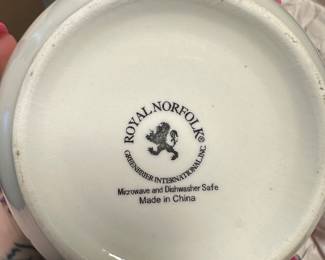 ROYAL NORFOLK®
GREENBRIER INTERNATIONAL, INC
Microwave and Dishwasher Safe
Made in China